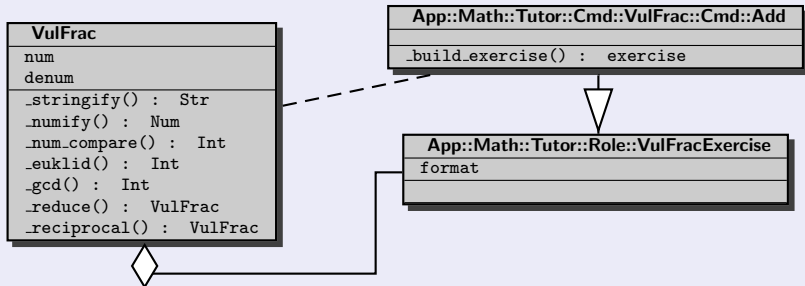 VulFrac
num
denum
_stringify() : Str
_numify() : Num
_num_compare() : Int
_euklid() : Int
_gcd() : Int
_reduce() : VulFrac
_reciprocal() : VulFrac
App::Math::Tutor::Cmd::VulFrac::Cmd::Add
_build_exercise() : exercise
App::Math::Tutor::Role::VulFracExercise
format